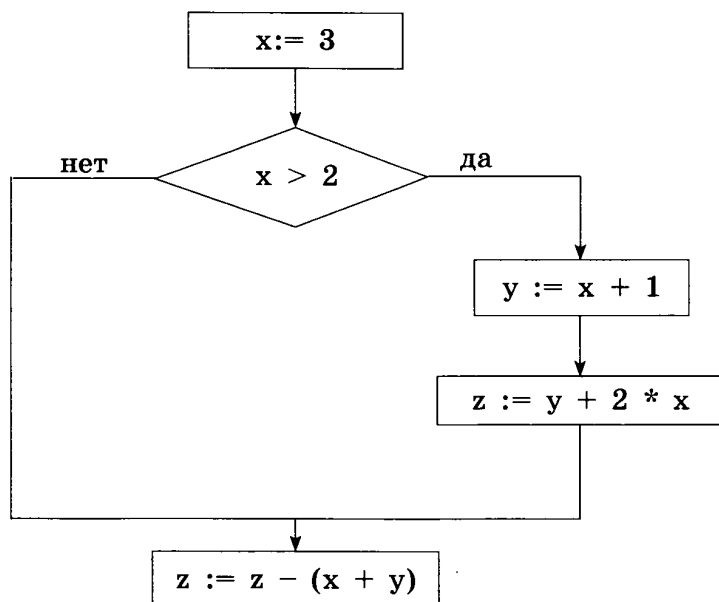 x:= 3
нет
x > 2
да
y := x + 1
z := y + 2 * x
z := z – (x + y)